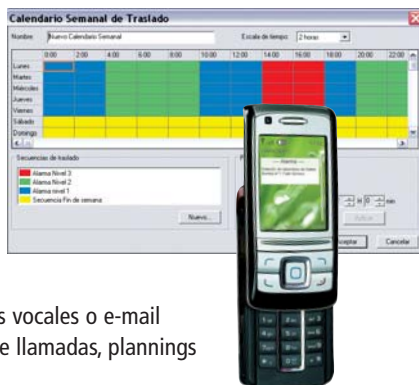 Calendario Semanal de Traslado
Nombre Nuevo Calendario Semanal Escala de tiempo: 2 horas
0:00 2:00 4:00 6:00 8:00 10:00 12:00 14:00 16:00 18:00 20:00 22:00
Lunes
Martes
Miércoles
Jueves
Viernes
Sábado
Domingo
Secuencias de traslado
Alarma Nivel 3
Alarma Nivel 2
Alarma nivel 1
Secuencia Fin de semana
H 0 min
Nuevo...
Cancelar
Alarma
s vocales o e-mail
e llamadas, plannings